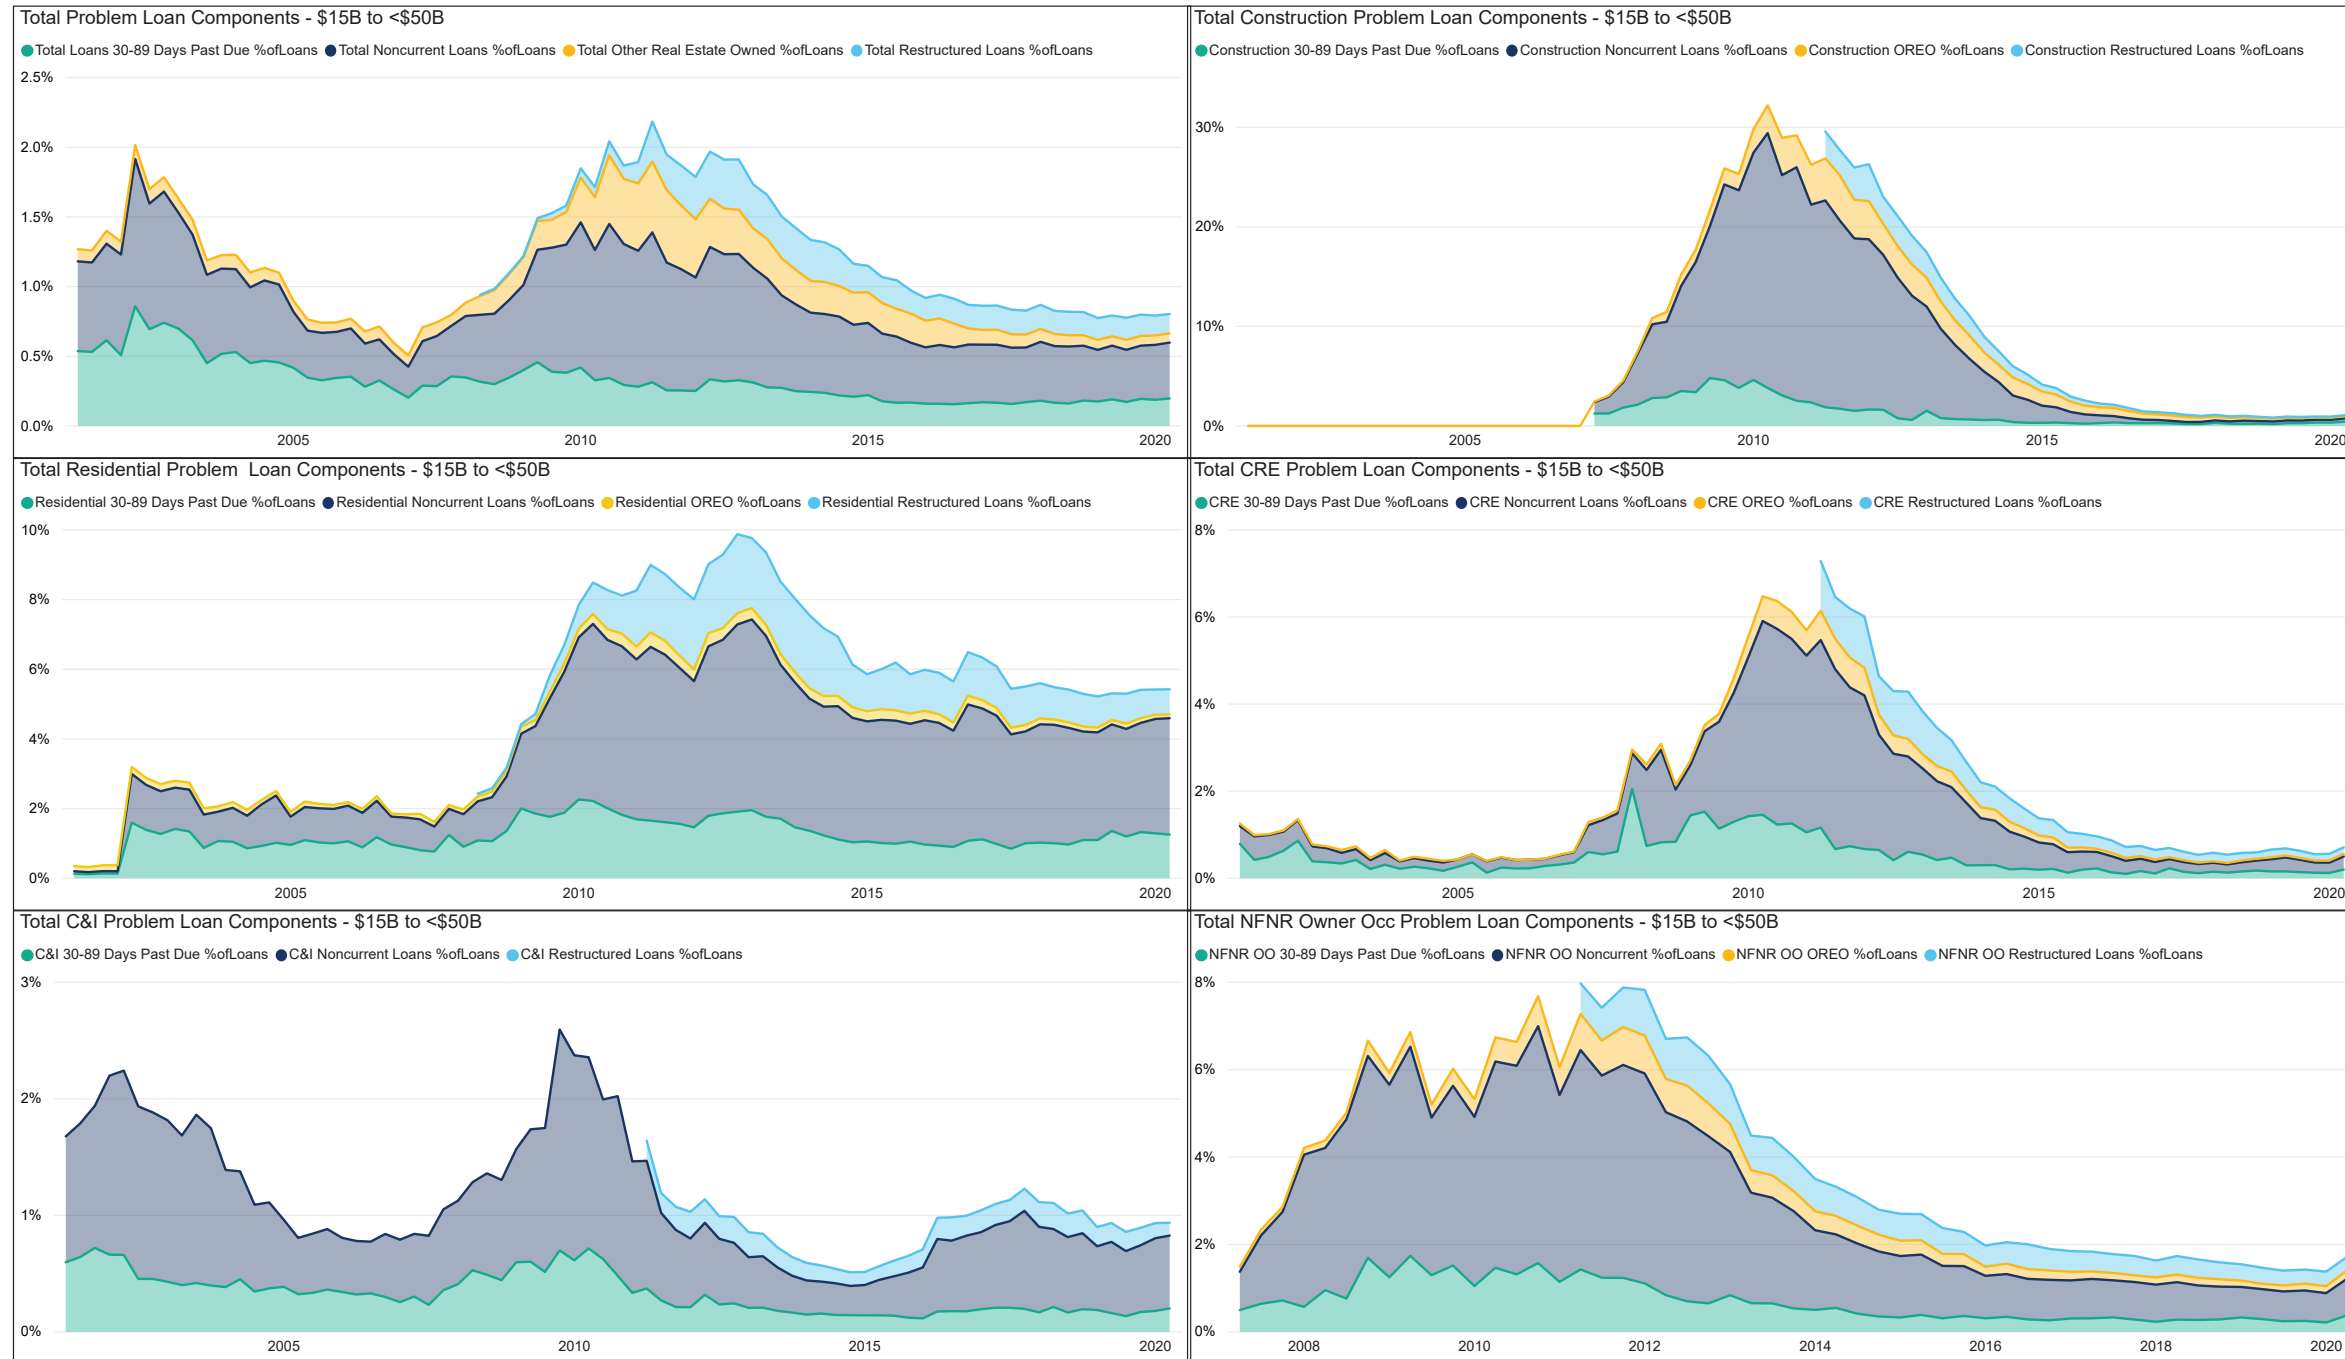 Total Problem Loan Components - $15B to <$50B
Total Loans 30-89 Days Past Due %ofLoans Total Noncurrent Loans %ofLoans Total Other Real Estate Owned %ofLoans Total Restructured Loans %ofLoans
2.5%
2.0%
1.5%
1.0%
0.5%
0.0%
2005 2010 2015 2020
Total Construction Problem Loan Components - $15B to <$50B
Construction 30-89 Days Past Due %ofLoans Construction Noncurrent Loans %ofLoans Construction OREO %ofLoans Construction Restructured Loans %ofLoans
30%
20%
10%
0%
2005 2010 2015 2020
Total Residential Problem  Loan Components - $15B to <$50B
Residential 30-89 Days Past Due %ofLoans Residential Noncurrent Loans %ofLoans Residential OREO %ofLoans Residential Restructured Loans %ofLoans
10%
8%
6%
4%
2%
0%
2005 2010 2015 2020
Total CRE Problem Loan Components - $15B to <$50B
CRE 30-89 Days Past Due %ofLoans CRE Noncurrent Loans %ofLoans CRE OREO %ofLoans CRE Restructured Loans %ofLoans
8%
6%
4%
2%
0%
2005 2010 2015 2020
Total C&I Problem Loan Components - $15B to <$50B
C&I 30-89 Days Past Due %ofLoans C&I Noncurrent Loans %ofLoans C&I Restructured Loans %ofLoans
3%
2%
1%
0%
2005 2010 2015 2020
Total NFNR Owner Occ Problem Loan Components - $15B to <$50B
NFNR OO 30-89 Days Past Due %ofLoans NFNR OO Noncurrent %ofLoans NFNR OO OREO %ofLoans NFNR OO Restructured Loans %ofLoans
8%
6%
4%
2%
0%
2008 2010 2012 2014 2016 2018 2020